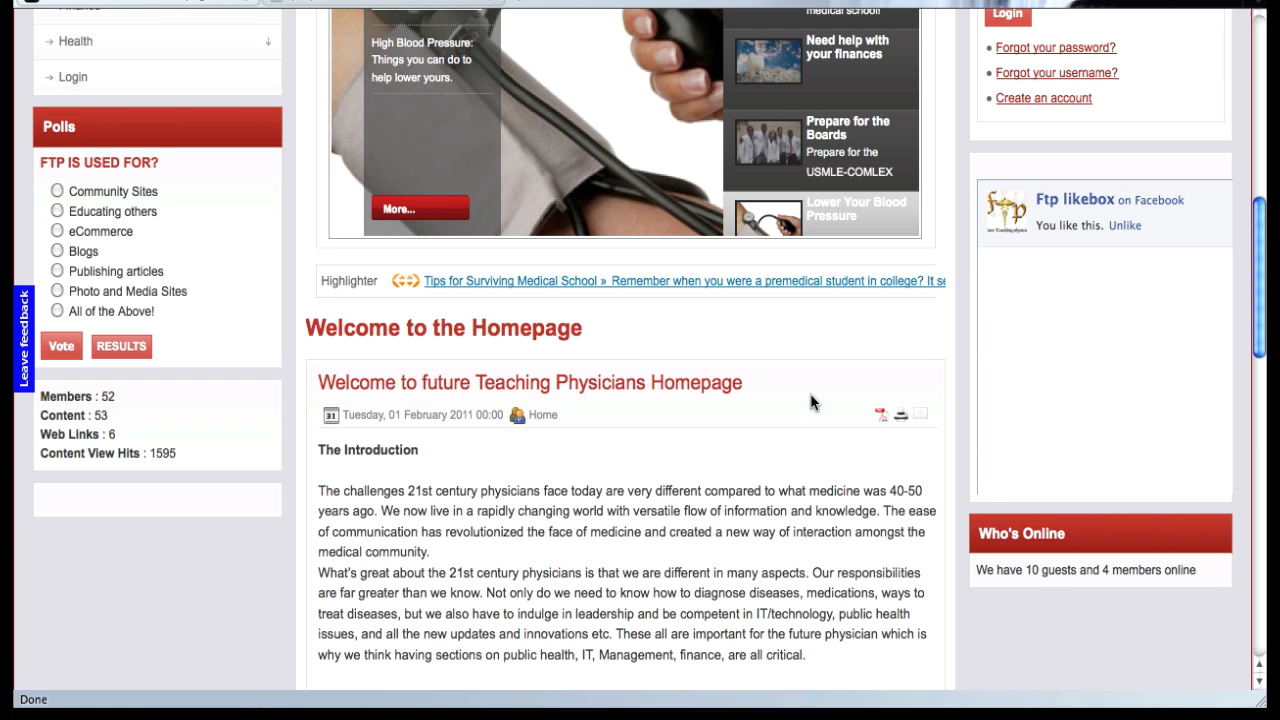 Health
Login
Polls
FTP IS USED FOR?
Community Sites
Educating others
eCommerce
Blogs
Publishing articles
Photo and Media Sites
All of the Above!
Vote
RESULTS
Leave feedback
Members : 52
Content : 53
Web Links : 6
Content View Hits : 1595
High Blood Pressure:
Things you can do to
help lower yours.
More...
medical school!
Need help with
your finances
Prepare for the
Boards
Prepare for the
USMLE-COMLEX
Lower Your Blood
Pressure
Highlighter
Tips for Surviving Medical School » Remember when you were a premedical student in college? It se
Welcome to the Homepage
Welcome to future Teaching Physicians Homepage
31 Tuesday, 01 February 2011 00:00 Home
The Introduction
The challenges 21st century physicians face today are very different compared to what medicine was 40-50
years ago. We now live in a rapidly changing world with versatile flow of information and knowledge. The ease
of communication has revolutionized the face of medicine and created a new way of interaction amongst the
medical community.
What's great about the 21st century physicians is that we are different in many aspects. Our responsibilities
are far greater than we know. Not only do we need to know how to diagnose diseases, medications, ways to
treat diseases, but we also have to indulge in leadership and be competent in IT/technology, public health
issues, and all the new updates and innovations etc. These all are important for the future physician which is
why we think having sections on public health, IT, Management, finance, are all critical.
Login
Forgot your password?
Forgot your username?
Create an account
Ftp likebox on Facebook
You like this. Unlike
Who's Online
We have 10 guests and 4 members online
Done